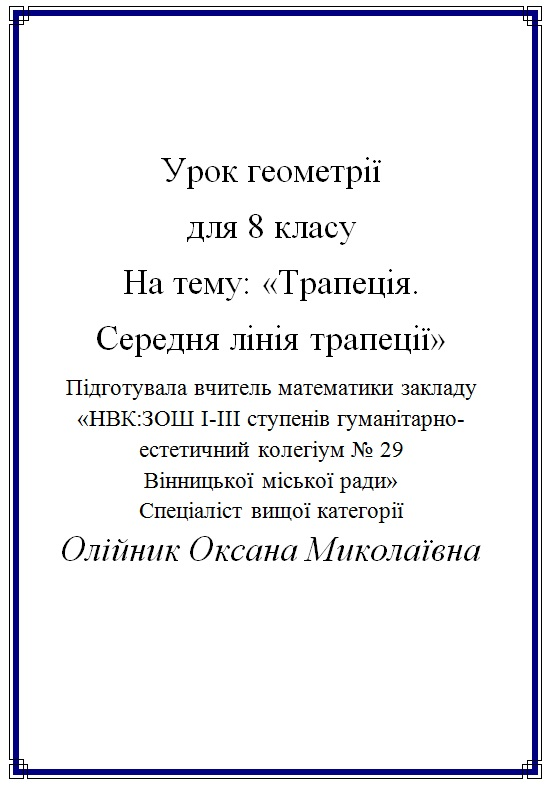 Урок геометрії
для 8 класу
На тему: «Трапеція.
Середня лінія трапеції»
Підготувала вчитель математики закладу
«НВК:ЗОШ І-ІІІ ступенів гуманітарно-
естетичний колегіум № 29
Вінницької міської ради»
Спеціаліст вищої категорії
Олійник Оксана Миколаївна